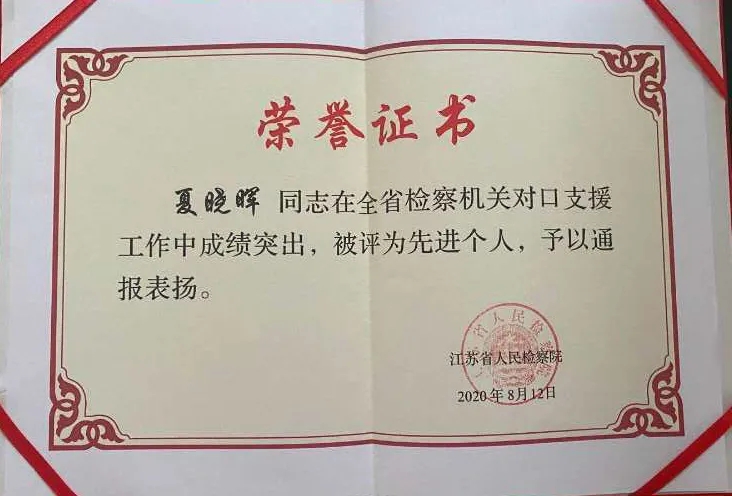 荣誉证书
夏晓晖 同志在全省检察机关对口支援
工作中成绩突出，被评为先进个人，予以通
报表扬。
江苏省人民检察院
2020年8月12日